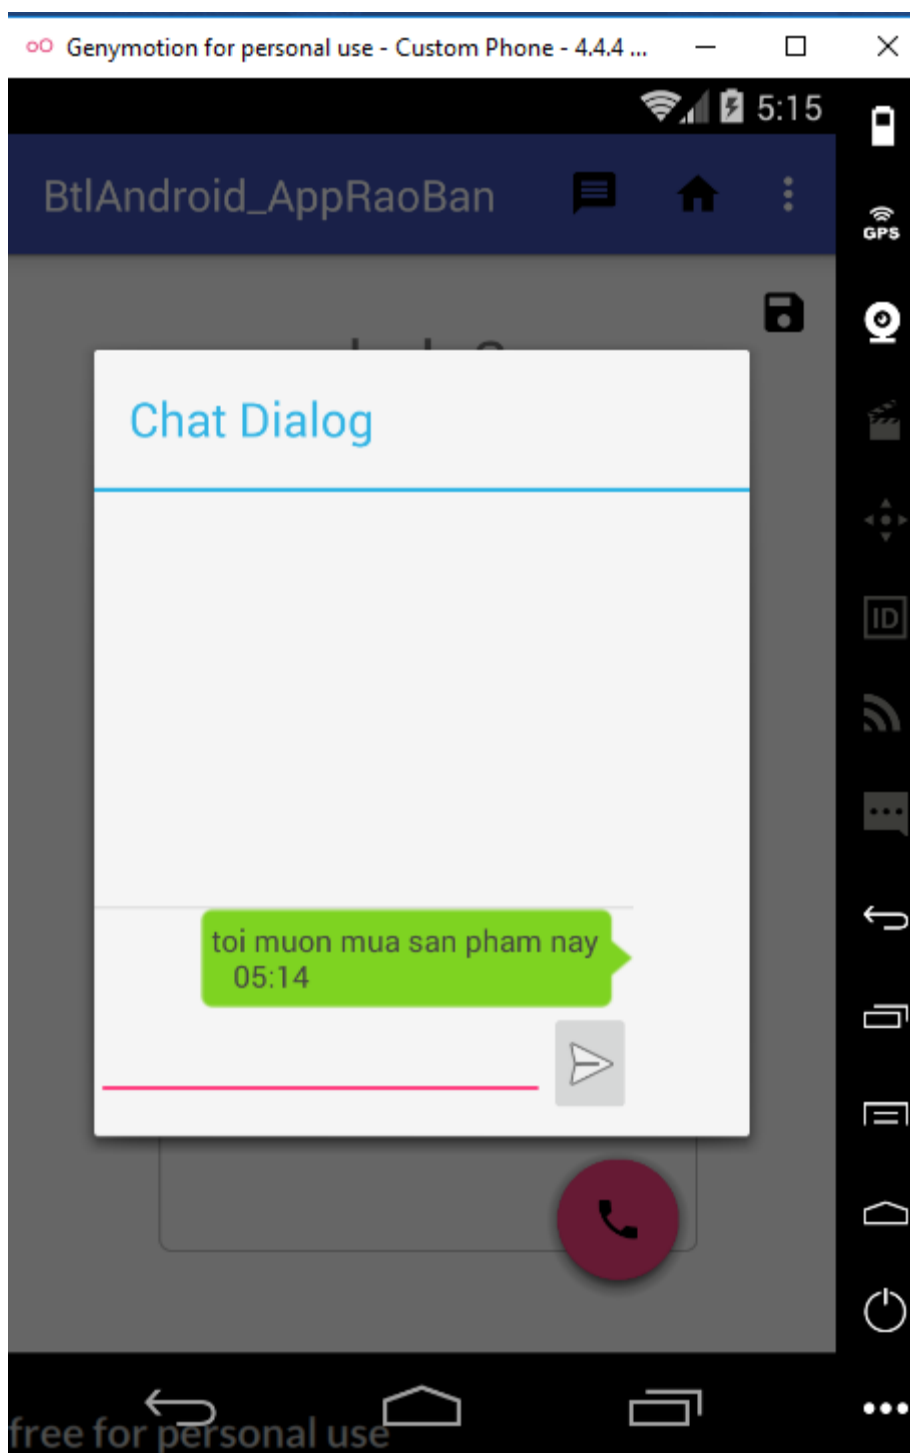 Genymotion for personal use - Custom Phone - 4.4.4 ...
5:15
BtlAndroid_AppRaoBan
GPS
Chat Dialog
ID
toi muon mua san pham nay
05:14
free for personal use